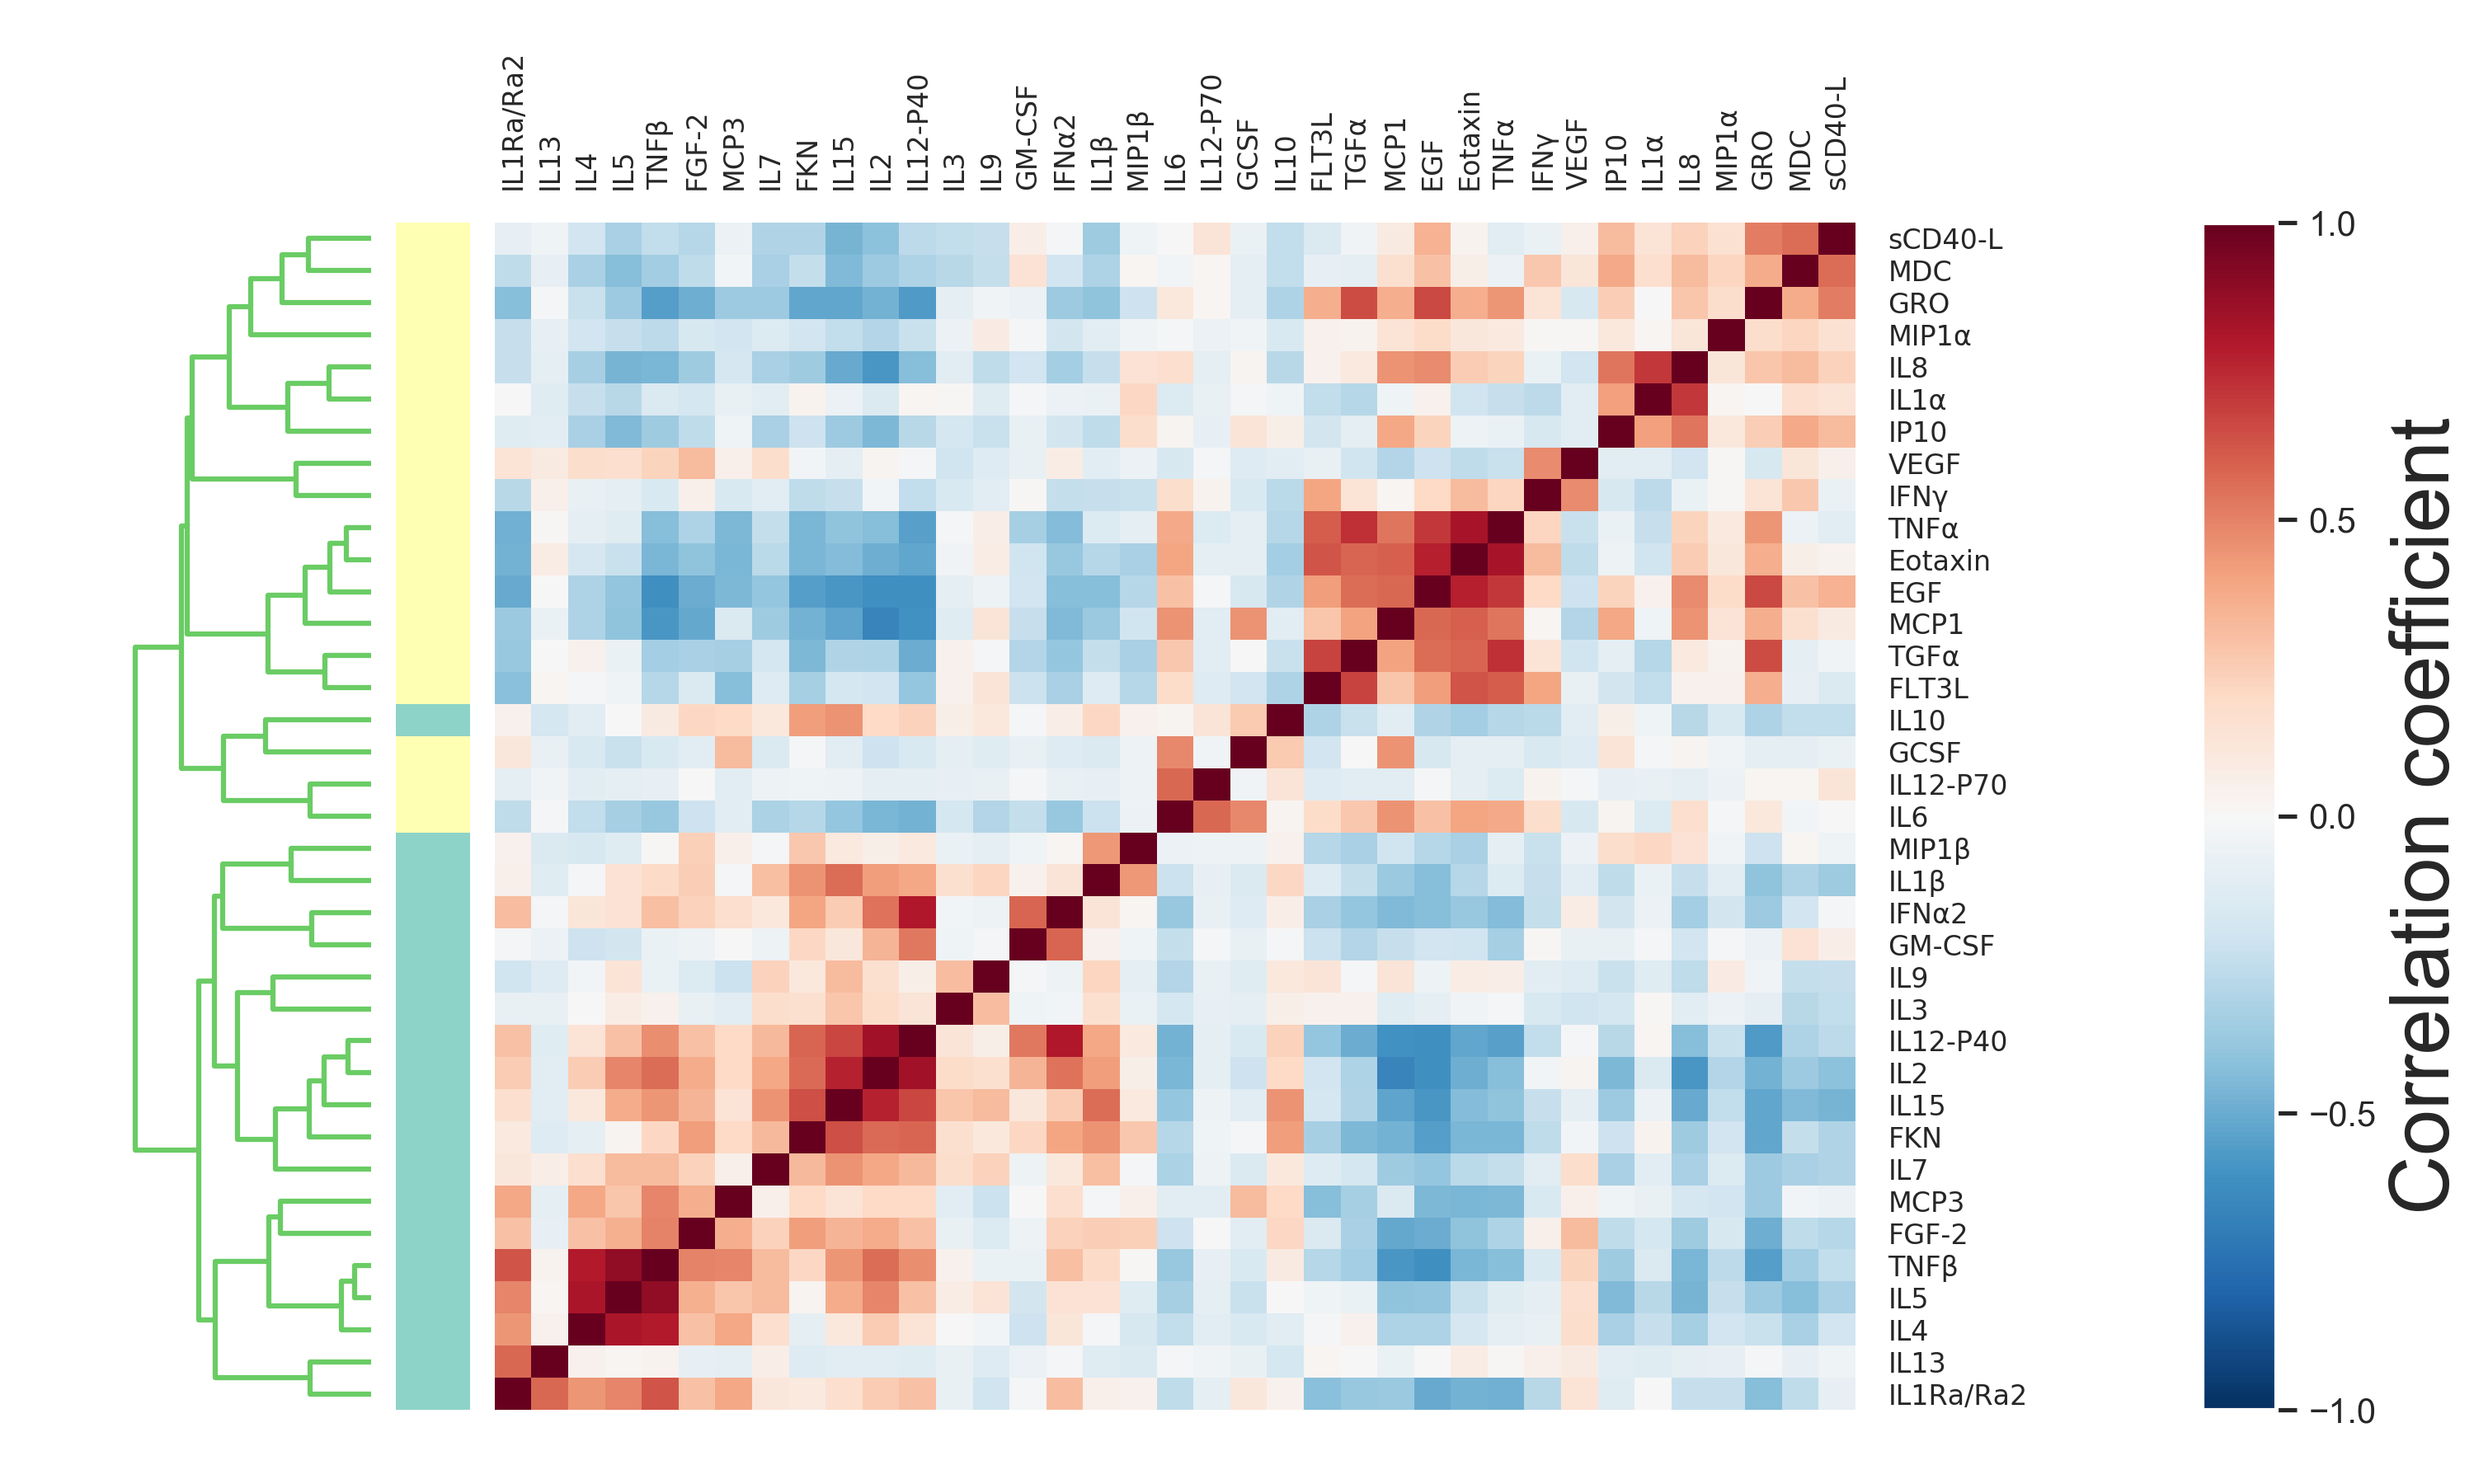 IL1Ra/Ra2
IL13
IL4
IL5
TNFβ
FGF-2
MCP3
IL7
FKN
IL15
IL2
IL12-P40
IL3
IL9
GM-CSF
IFNα2
IL1β
MIP1β
IL6
IL12-P70
GCSF
IL10
FLT3L
TGFα
MCP1
EGF
Eotaxin
TNFα
IFNγ
VEGF
IP10
IL1α
IL8
MIP1α
GRO
MDC
sCD40-L
sCD40-L
MDC
GRO
MIP1α
IL8
IL1α
IP10
VEGF
IFNγ
TNFα
Eotaxin
EGF
MCP1
TGFα
FLT3L
IL10
GCSF
IL12-P70
IL6
MIP1β
IL1β
IFNα2
GM-CSF
IL9
IL3
IL12-P40
IL2
IL15
FKN
IL7
MCP3
FGF-2
TNFβ
IL5
IL4
IL13
IL1Ra/Ra2
1.0
0.5
0.0
−0.5
−1.0
Correlation coefficient